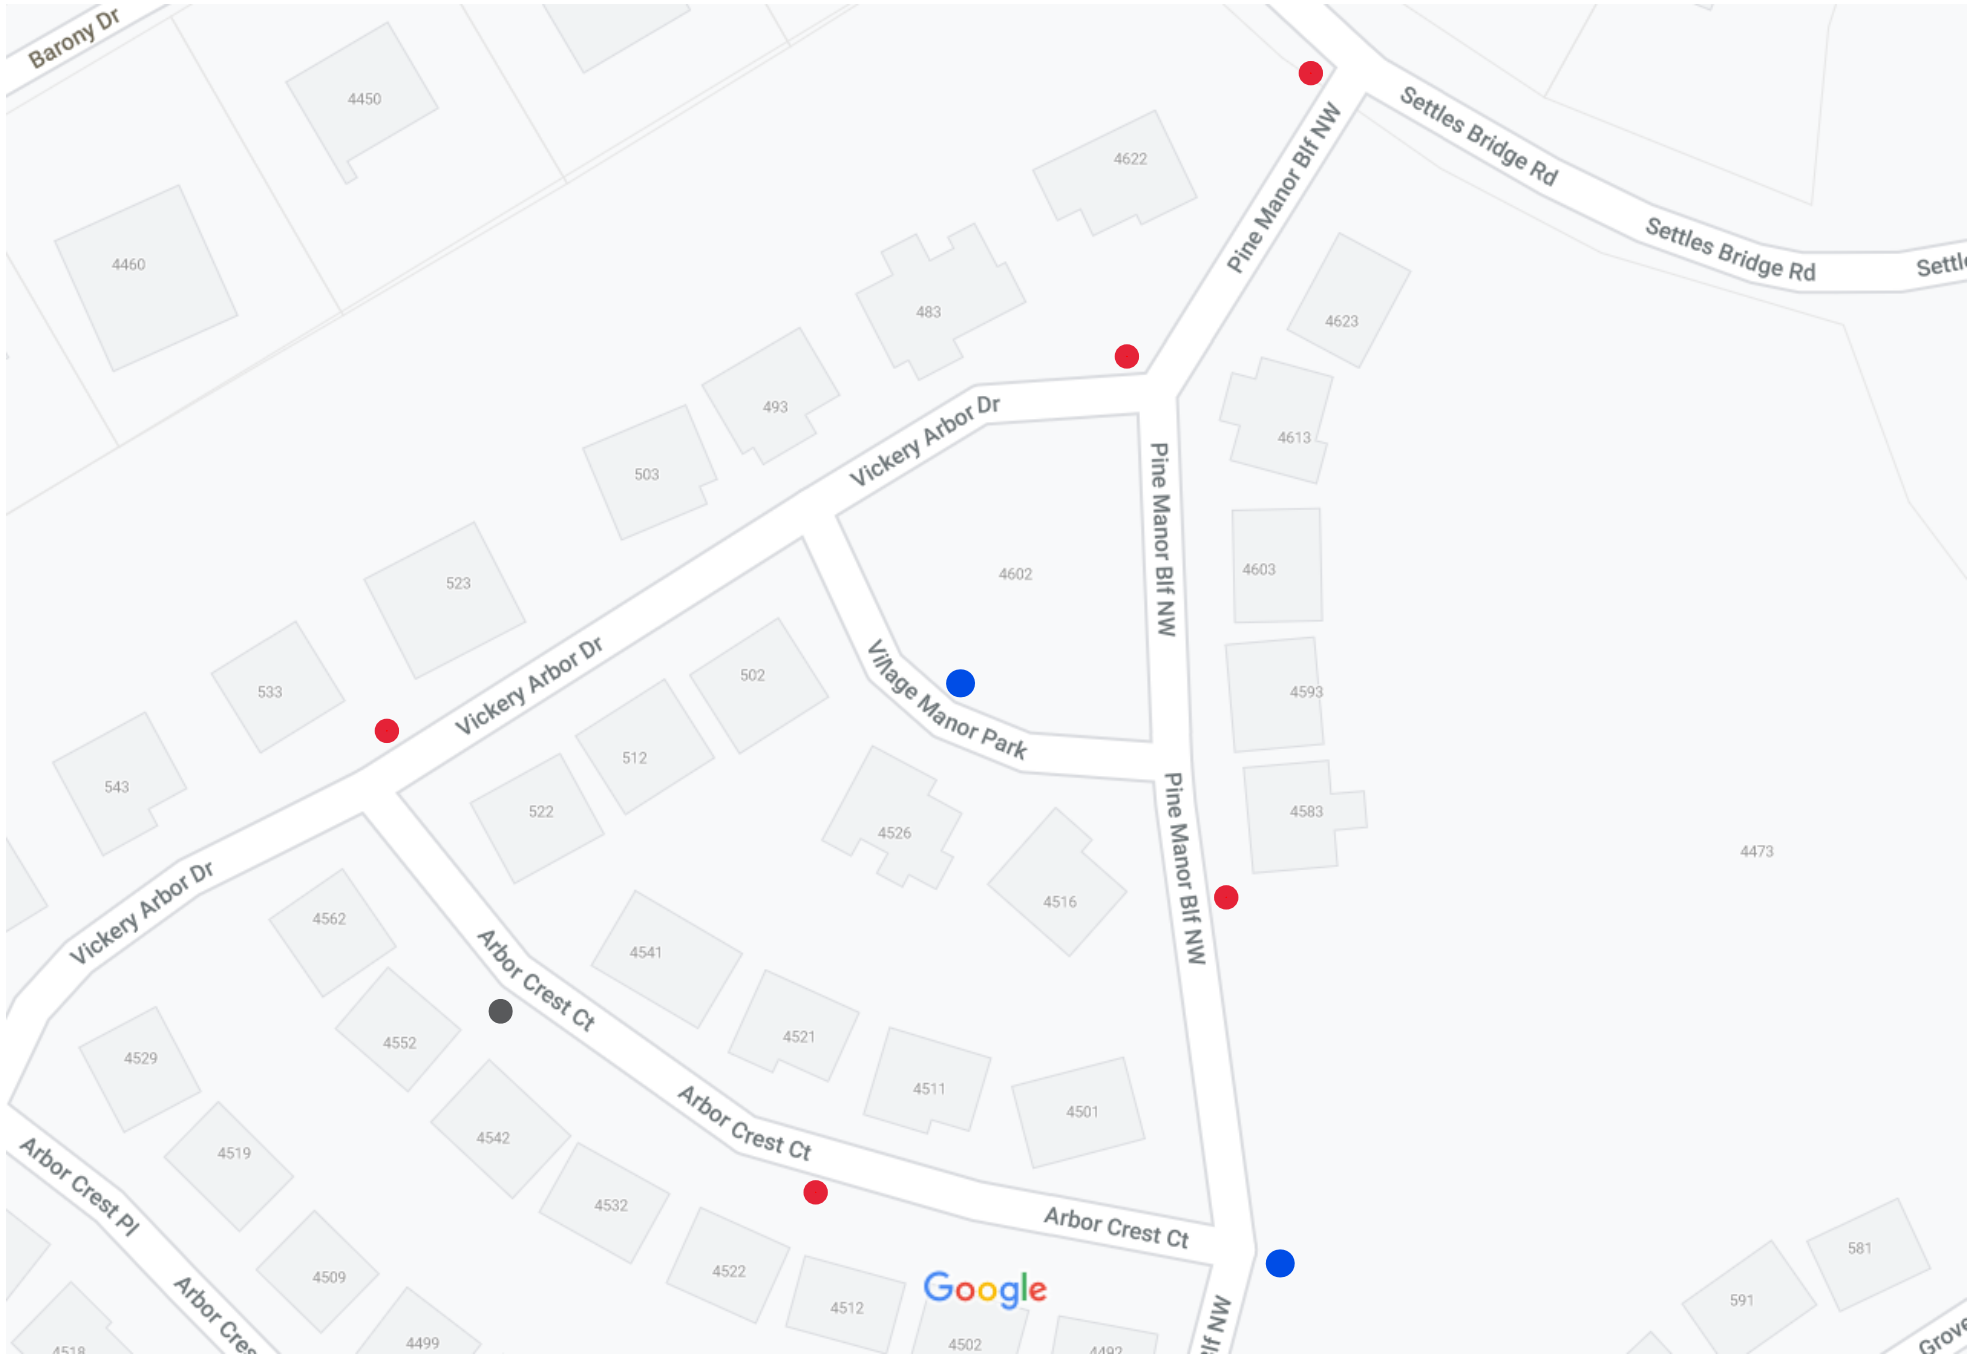 Barony Dr
4450
Settles Bridge Rd
4622
Pine Manor Blf NW
Settles Bridge Rd
4460
483
4623
493
Vickery Arbor Dr
4613
503
Pine Manor Blf NW
4603
4602
523
502
Village Manor Park
533
Vickery Arbor Dr
4593
512
543
522
4526
4583
Pine Manor Blf NW
4473
4516
Vickery Arbor Dr
4562
Arbor Crest Ct
4541
4552
4521
4529
4511
4501
Arbor Crest Ct
4542
4519
Arbor Crest Pl
4532
Arbor Crest Ct
581
4522
4509
Google
4512
591
Arbor
4499
4502
4492
4518
NW